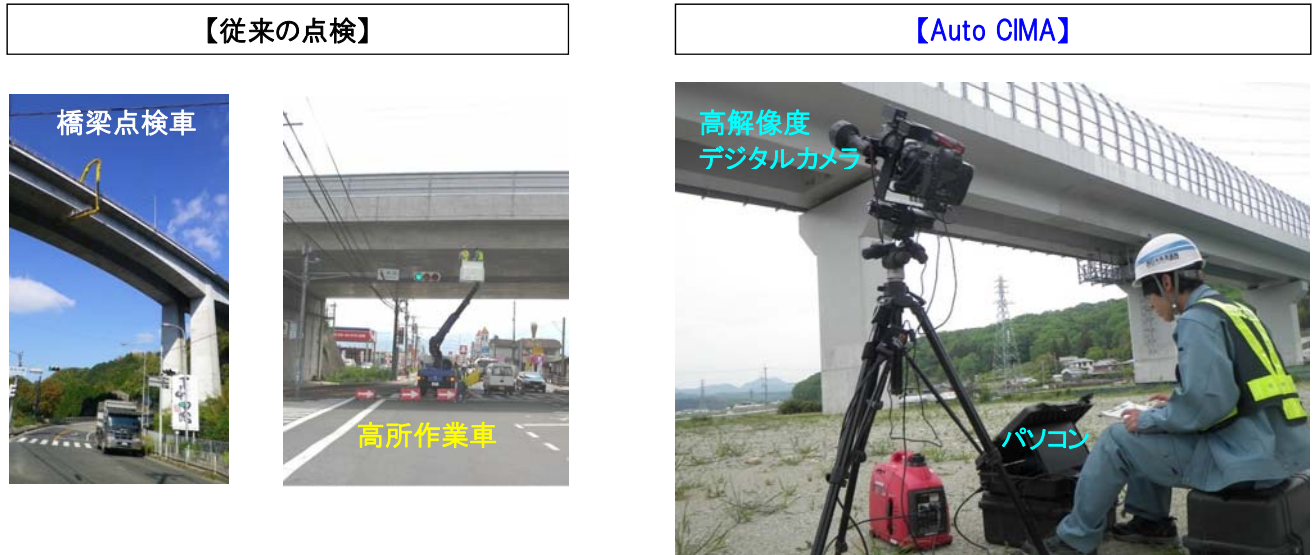 【従来の点検】
【Auto CIMA】
橋梁点検車
高所作業車
高解像度
デジタルカメラ
パソコン